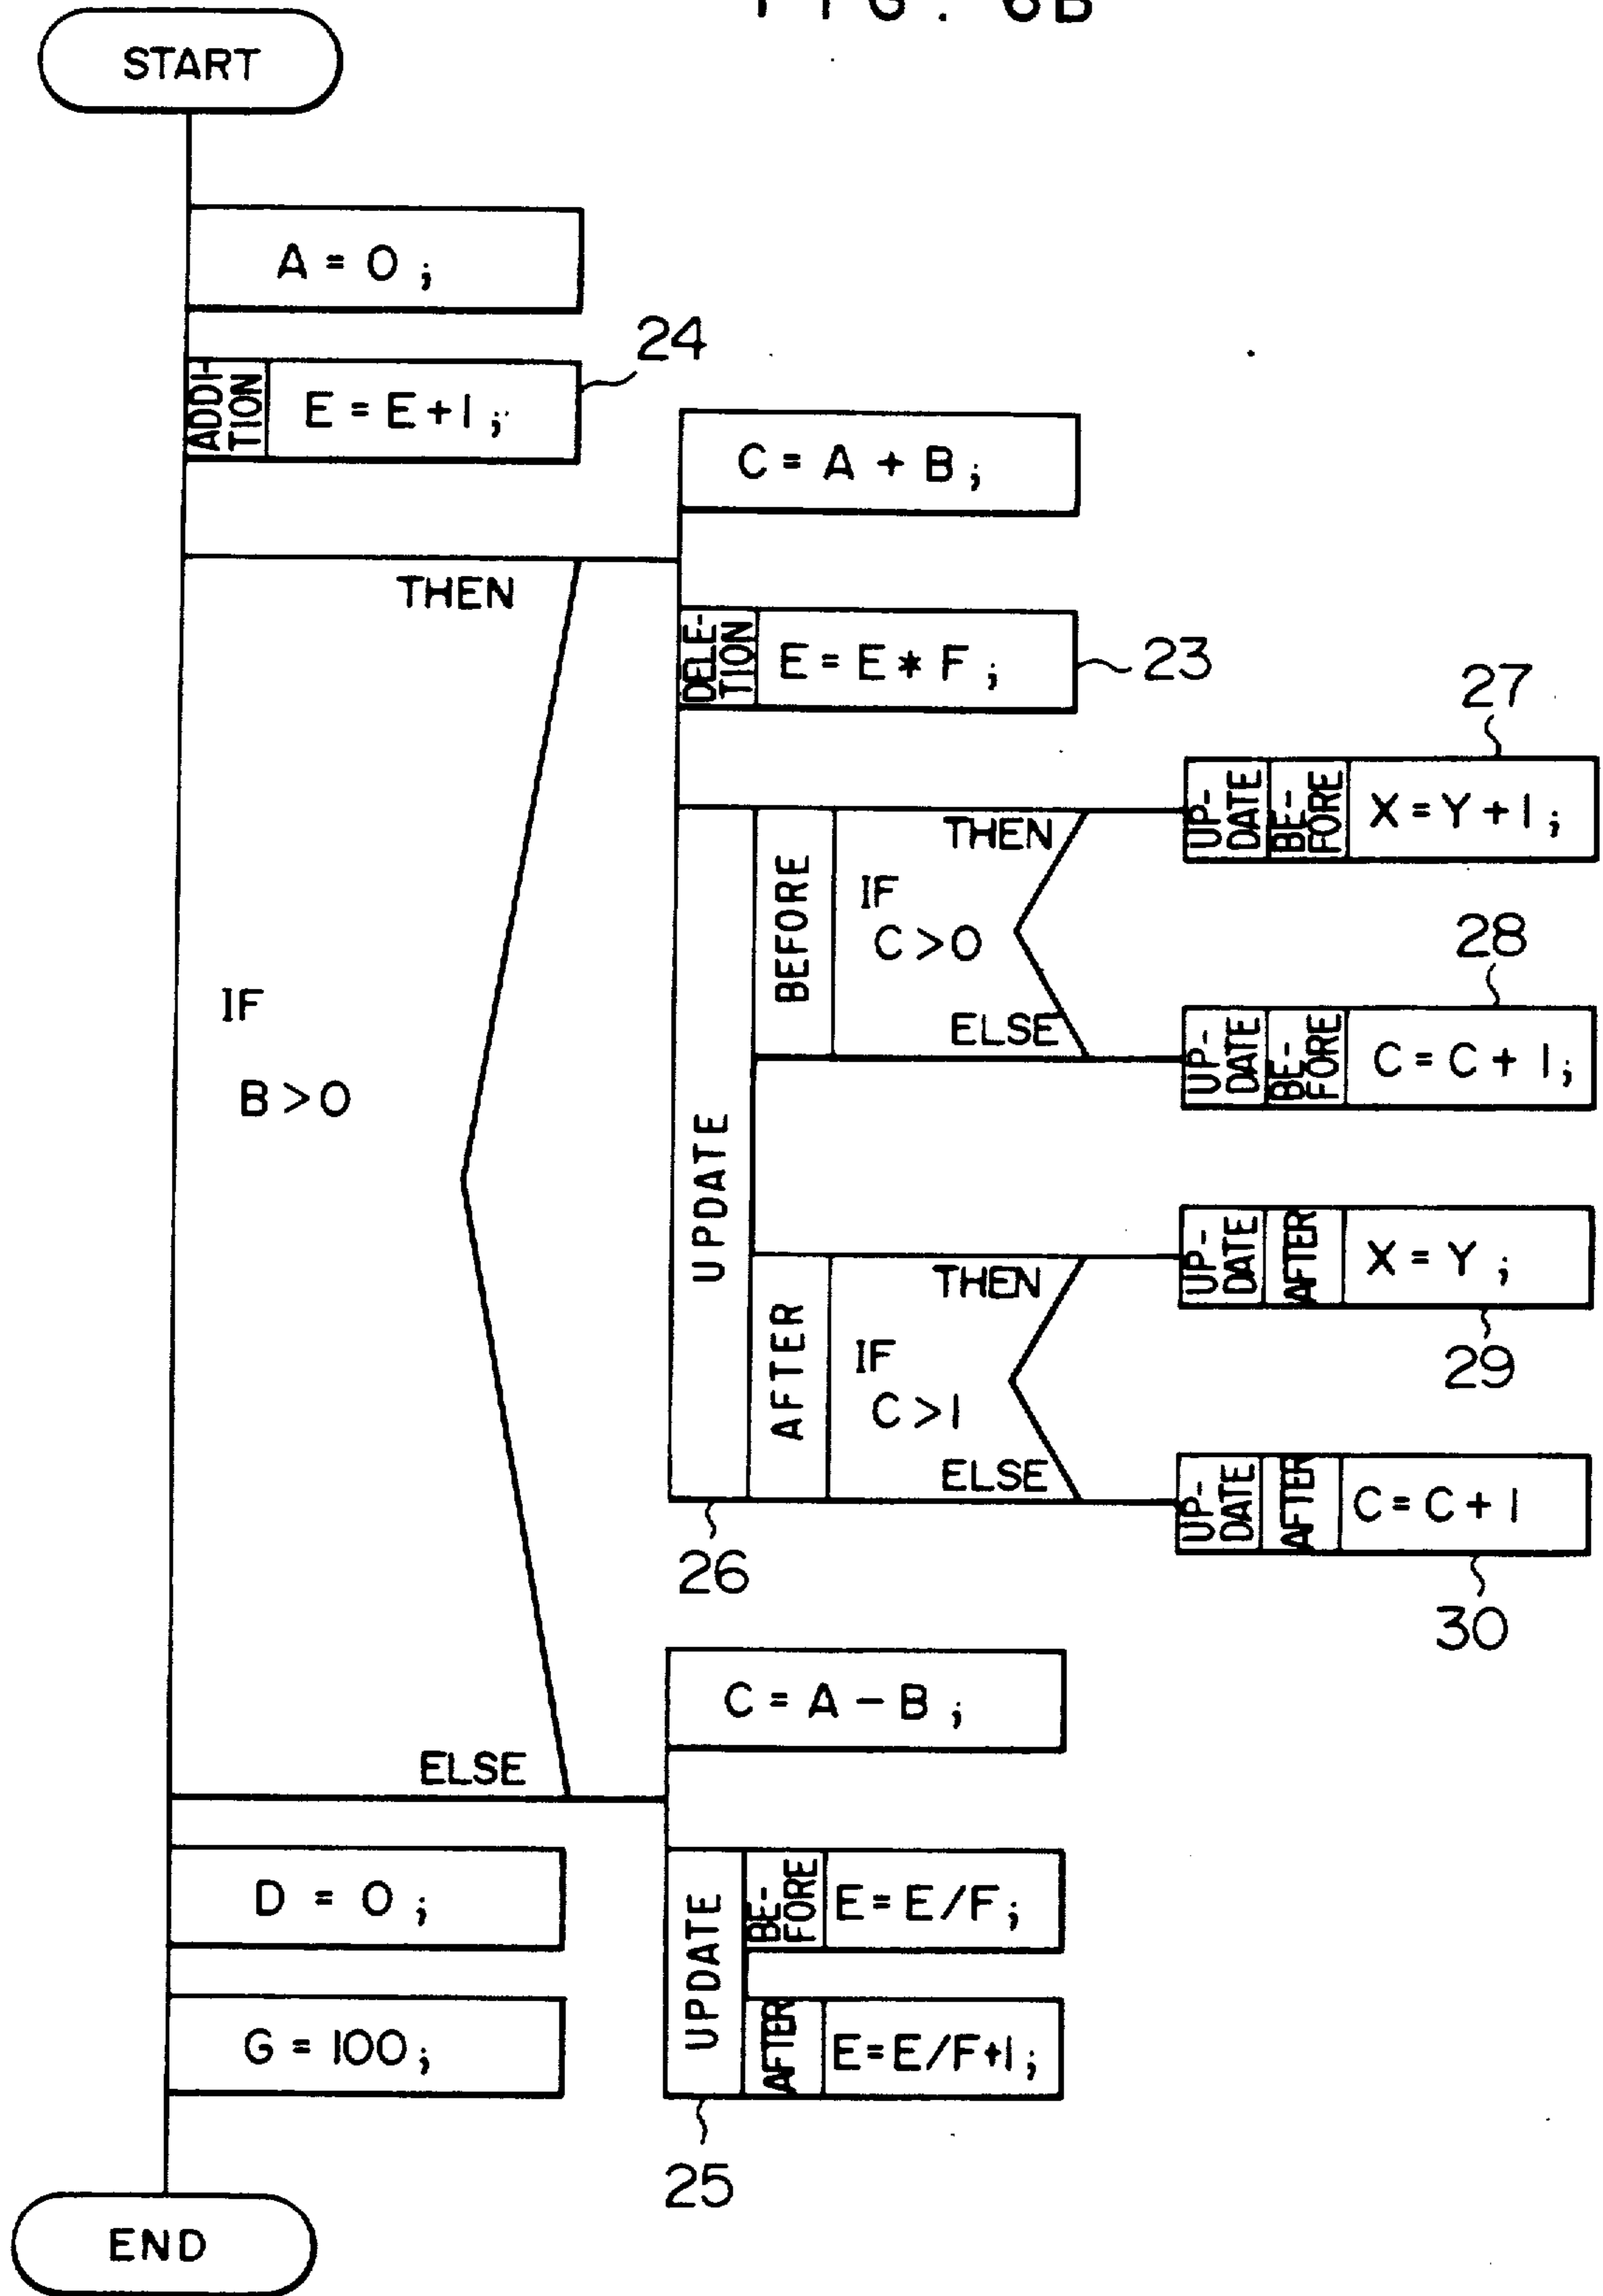 FIG. 6B
START
A = 0 ;
24
ADDI-
TION
E = E + 1 ;
C = A + B ;
THEN
DELE-
TION
E = E * F ;
23
27
UP-
DATE
BE-
FORE
X = Y + 1 ;
THEN
BEFORE
IF
C > 0
28
ELSE
UP-
DATE
BE-
FORE
C = C + 1 ;
IF
B > 0
UPDATE
UP-
DATE
AFTER
X = Y ;
THEN
29
AFTER
IF
C > 1
ELSE
UP-
DATE
AFTER
C = C + 1
26
30
C = A - B ;
ELSE
D = 0 ;
UPDATE
BE-
FORE
E = E / F ;
G = 100 ;
AFTER
E = E / F + 1 ;
25
END